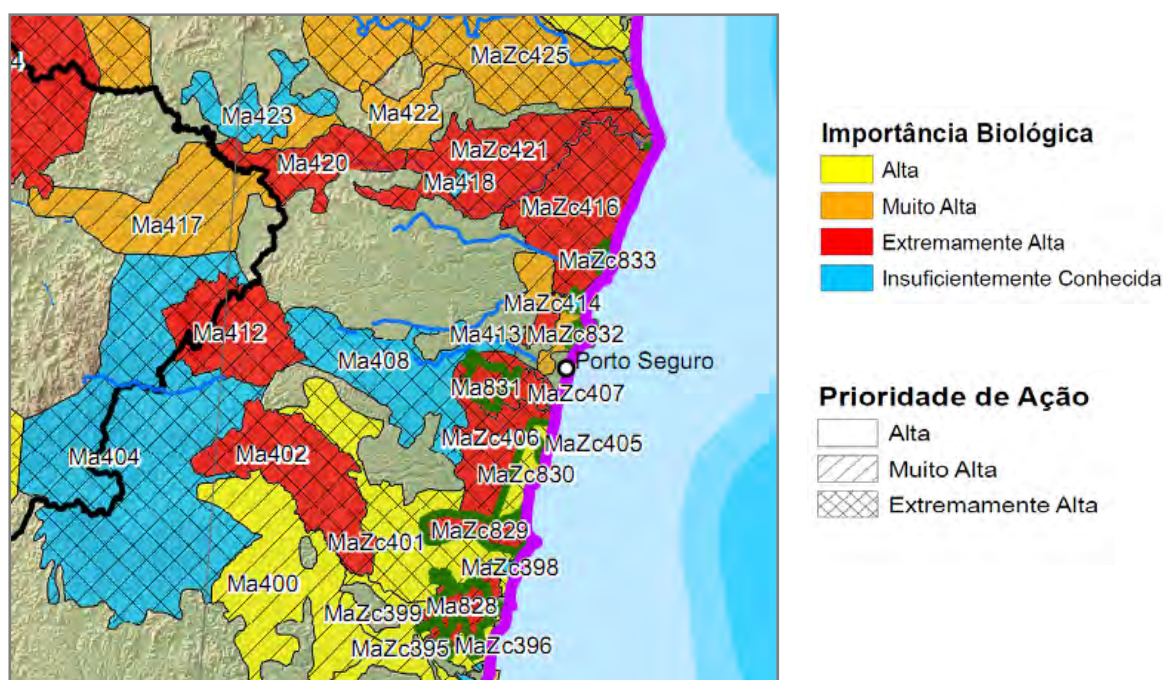 4
MaZc425
Ma423
Ma422
MaZc421
Ma420
Ma418
MaZc416
Ma417
MaZc833
MaZc414
Ma413
MaZc832
Ma412
Ma408
Porto Seguro
Ma831
MaZc407
MaZc406
MaZc405
Ma402
Ma404
MaZc830
MaZc829
MaZc401
MaZc398
Ma400
MaZc399
Ma828
MaZc395
MaZc396
Importância Biológica
Alta
Muito Alta
Extremamente Alta
Insuficientemente Conhecida
Prioridade de Ação
Alta
Muito Alta
Extremamente Alta